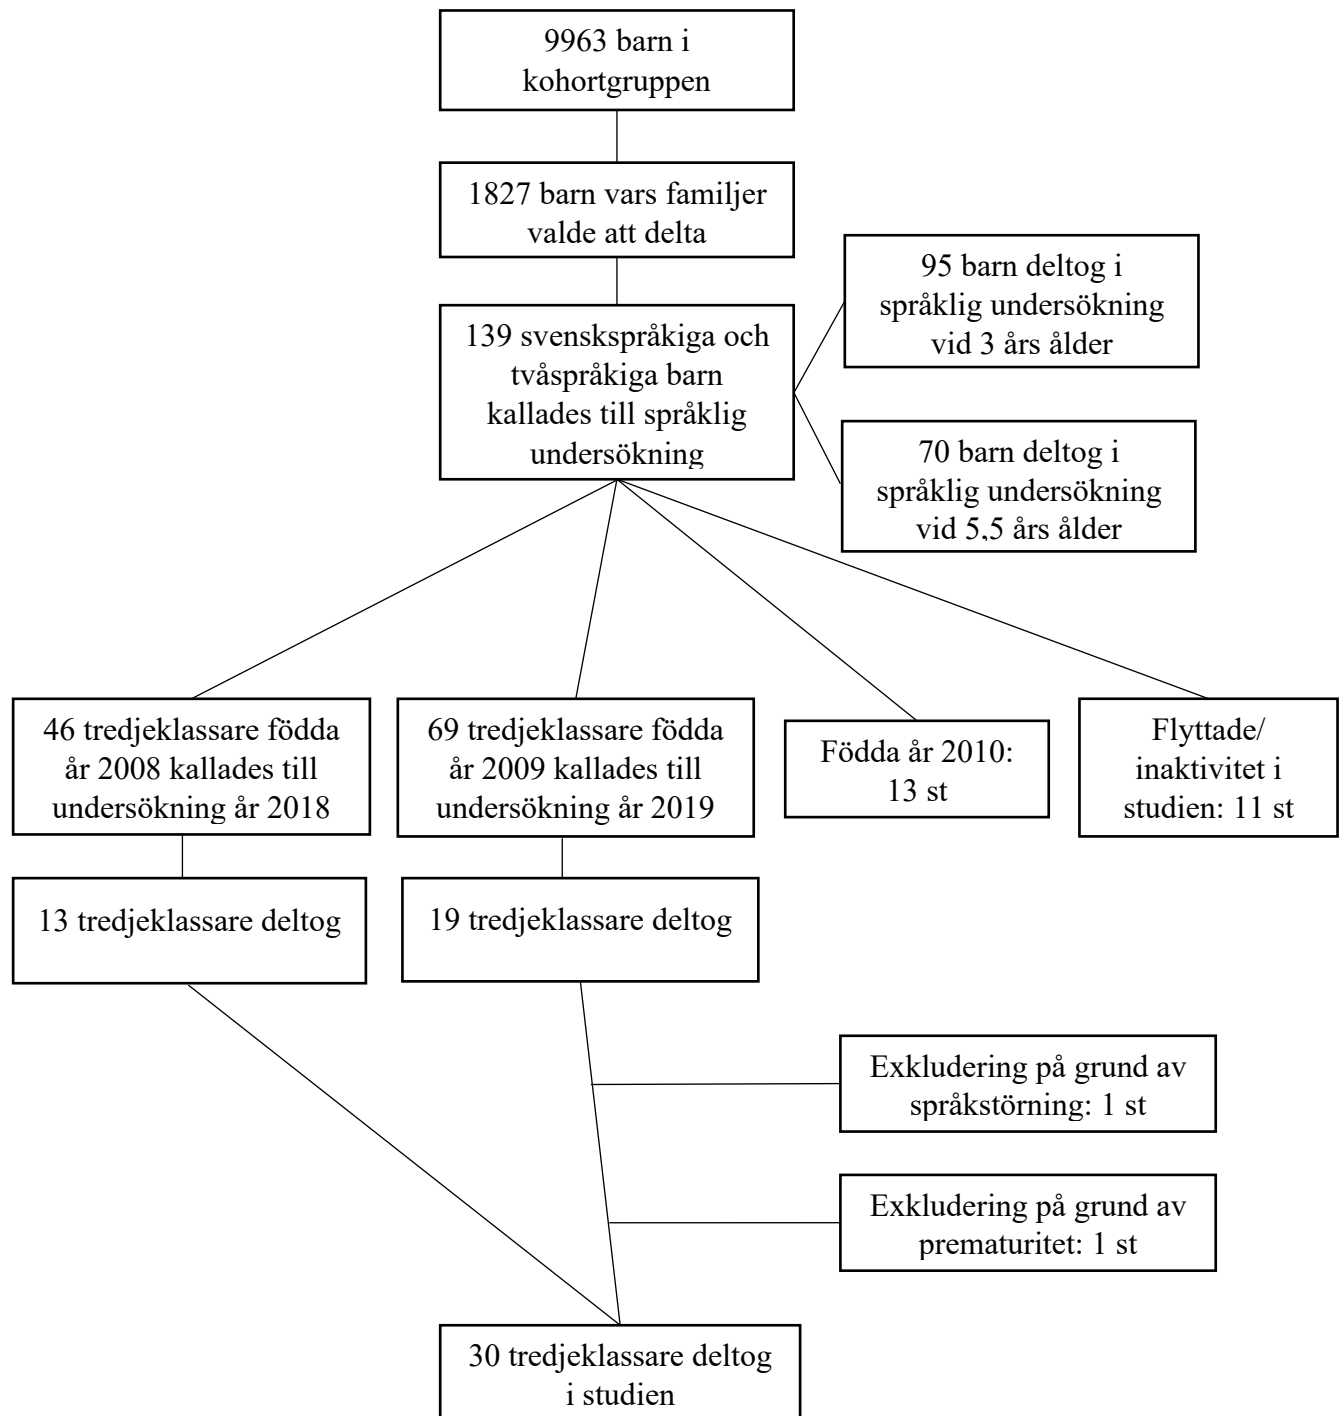 9963 barn i
kohortgruppen
1827 barn vars familjer
valde att delta
139 svenskspråkiga och
tvåspråkiga barn
kallades till språklig
undersökning
95 barn deltog i
språklig undersökning
vid 3 års ålder
70 barn deltog i
språklig undersökning
vid 5,5 års ålder
46 tredjeklassare födda
år 2008 kallades till
undersökning år 2018
69 tredjeklassare födda
år 2009 kallades till
undersökning år 2019
Födda år 2010:
13 st
Flyttade/
inaktivitet i
studien: 11 st
13 tredjeklassare deltog
19 tredjeklassare deltog
Exkludering på grund av
språkstörning: 1 st
Exkludering på grund av
prematuritet: 1 st
30 tredjeklassare deltog
i studien